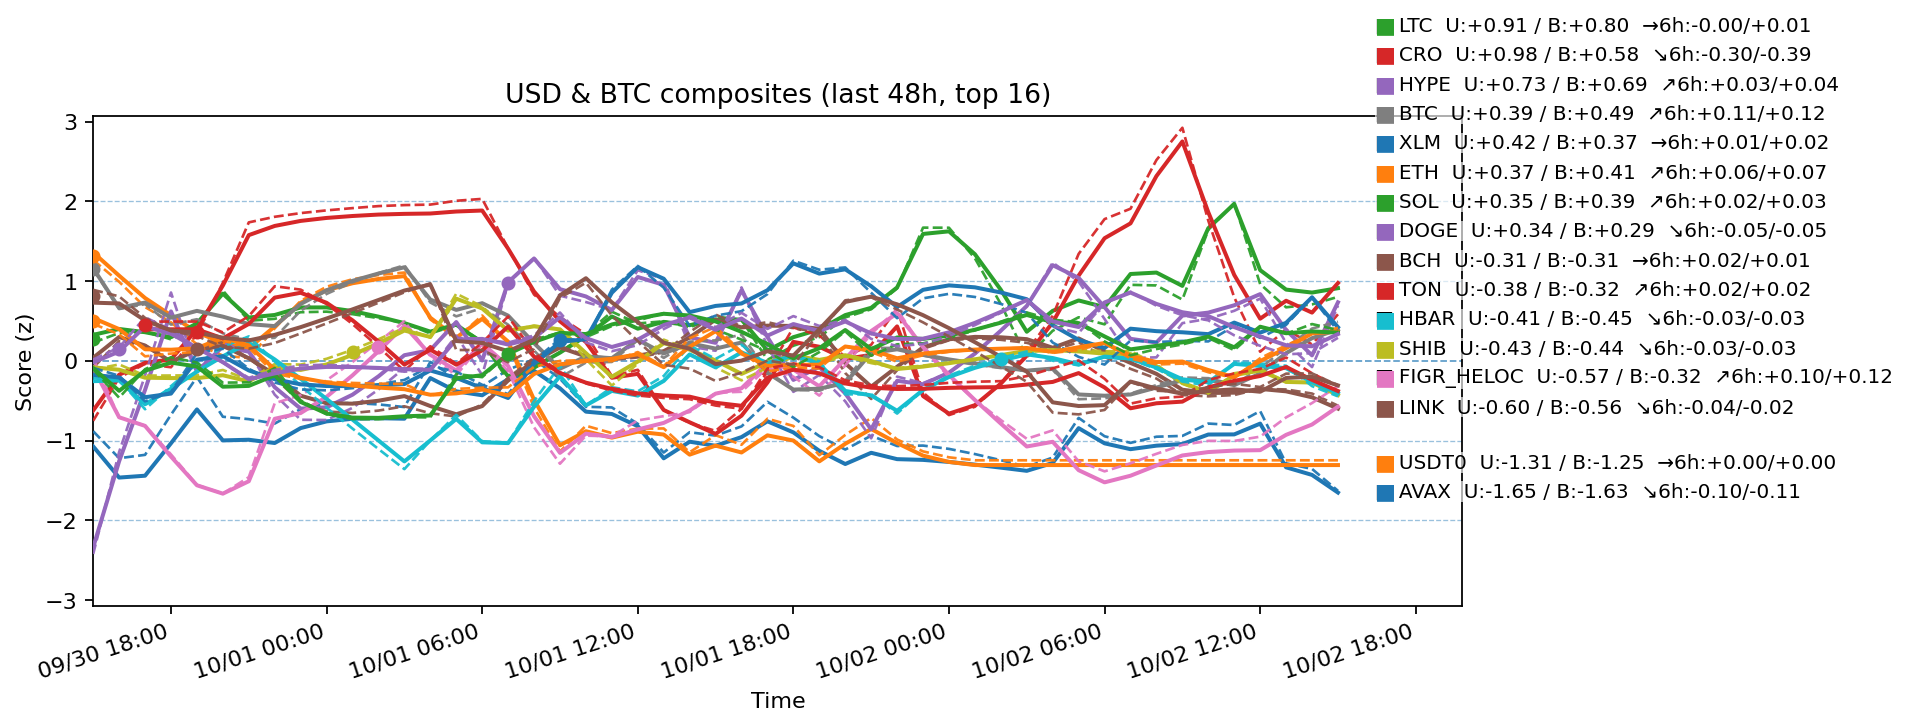 USD & BTC composites (last 48h, top 16)
LTC  U:+0.91 / B:+0.80  →6h:-0.00/+0.01
CRO  U:+0.98 / B:+0.58  ↘6h:-0.30/-0.39
HYPE  U:+0.73 / B:+0.69  ↗6h:+0.03/+0.04
BTC  U:+0.39 / B:+0.49  ↗6h:+0.11/+0.12
XLM  U:+0.42 / B:+0.37  →6h:+0.01/+0.02
ETH  U:+0.37 / B:+0.41  ↗6h:+0.06/+0.07
SOL  U:+0.35 / B:+0.39  ↗6h:+0.02/+0.03
DOGE  U:+0.34 / B:+0.29  ↘6h:-0.05/-0.05
BCH  U:-0.31 / B:-0.31  →6h:+0.02/+0.01
TON  U:-0.38 / B:-0.32  ↗6h:+0.02/+0.02
HBAR  U:-0.41 / B:-0.45  ↘6h:-0.03/-0.03
SHIB  U:-0.43 / B:-0.44  ↘6h:-0.03/-0.03
FIGR_HELOC  U:-0.57 / B:-0.32  ↗6h:+0.10/+0.12
LINK  U:-0.60 / B:-0.56  ↘6h:-0.04/-0.02
USDT0  U:-1.31 / B:-1.25  →6h:+0.00/+0.00
AVAX  U:-1.65 / B:-1.63  ↘6h:-0.10/-0.11
Score (z)
3
2
1
0
−1
−2
−3
09/30 18:00
10/01 00:00
10/01 06:00
10/01 12:00
10/01 18:00
10/02 00:00
10/02 06:00
10/02 12:00
10/02 18:00
Time